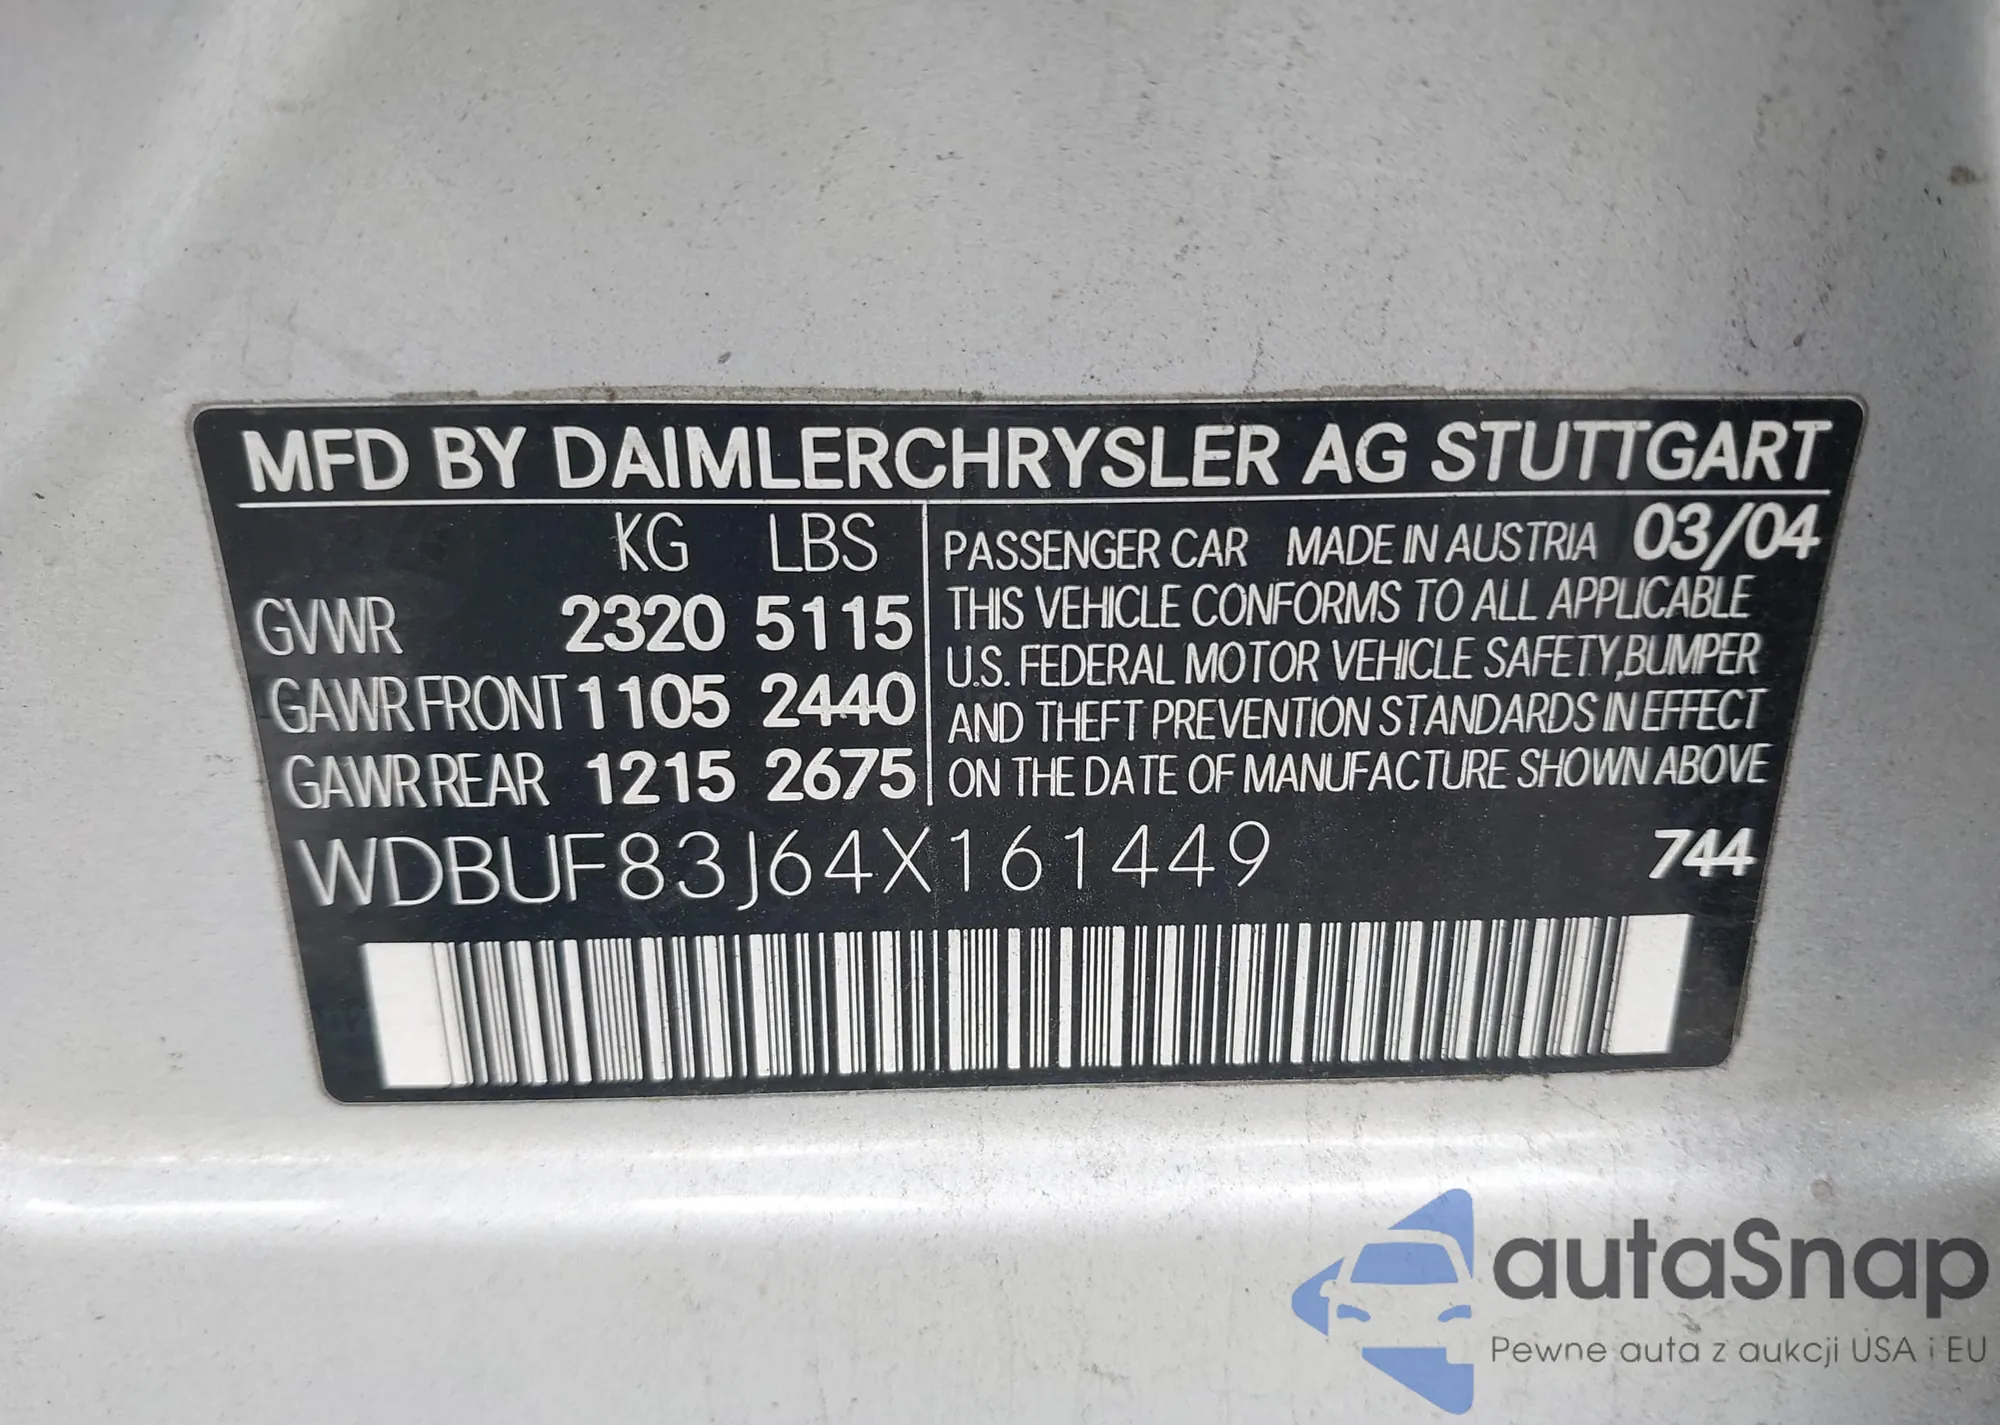 MFD BY DAIMLERCHRYSLER AG STUTTGART
KG LBS
GVWR 2320 5115
GAWR FRONT 1105 2440
GAWR REAR 1215 2675
PASSENGER CAR MADE IN AUSTRIA 03/04
THIS VEHICLE CONFORMS TO ALL APPLICABLE
U.S. FEDERAL MOTOR VEHICLE SAFETY,BUMPER
AND THEFT PREVENTION STANDARDS IN EFFECT
ON THE DATE OF MANUFACTURE SHOWN ABOVE
WDBUF83J64X161449 744
autaSnap
Pewne auta z aukcji USA i EU